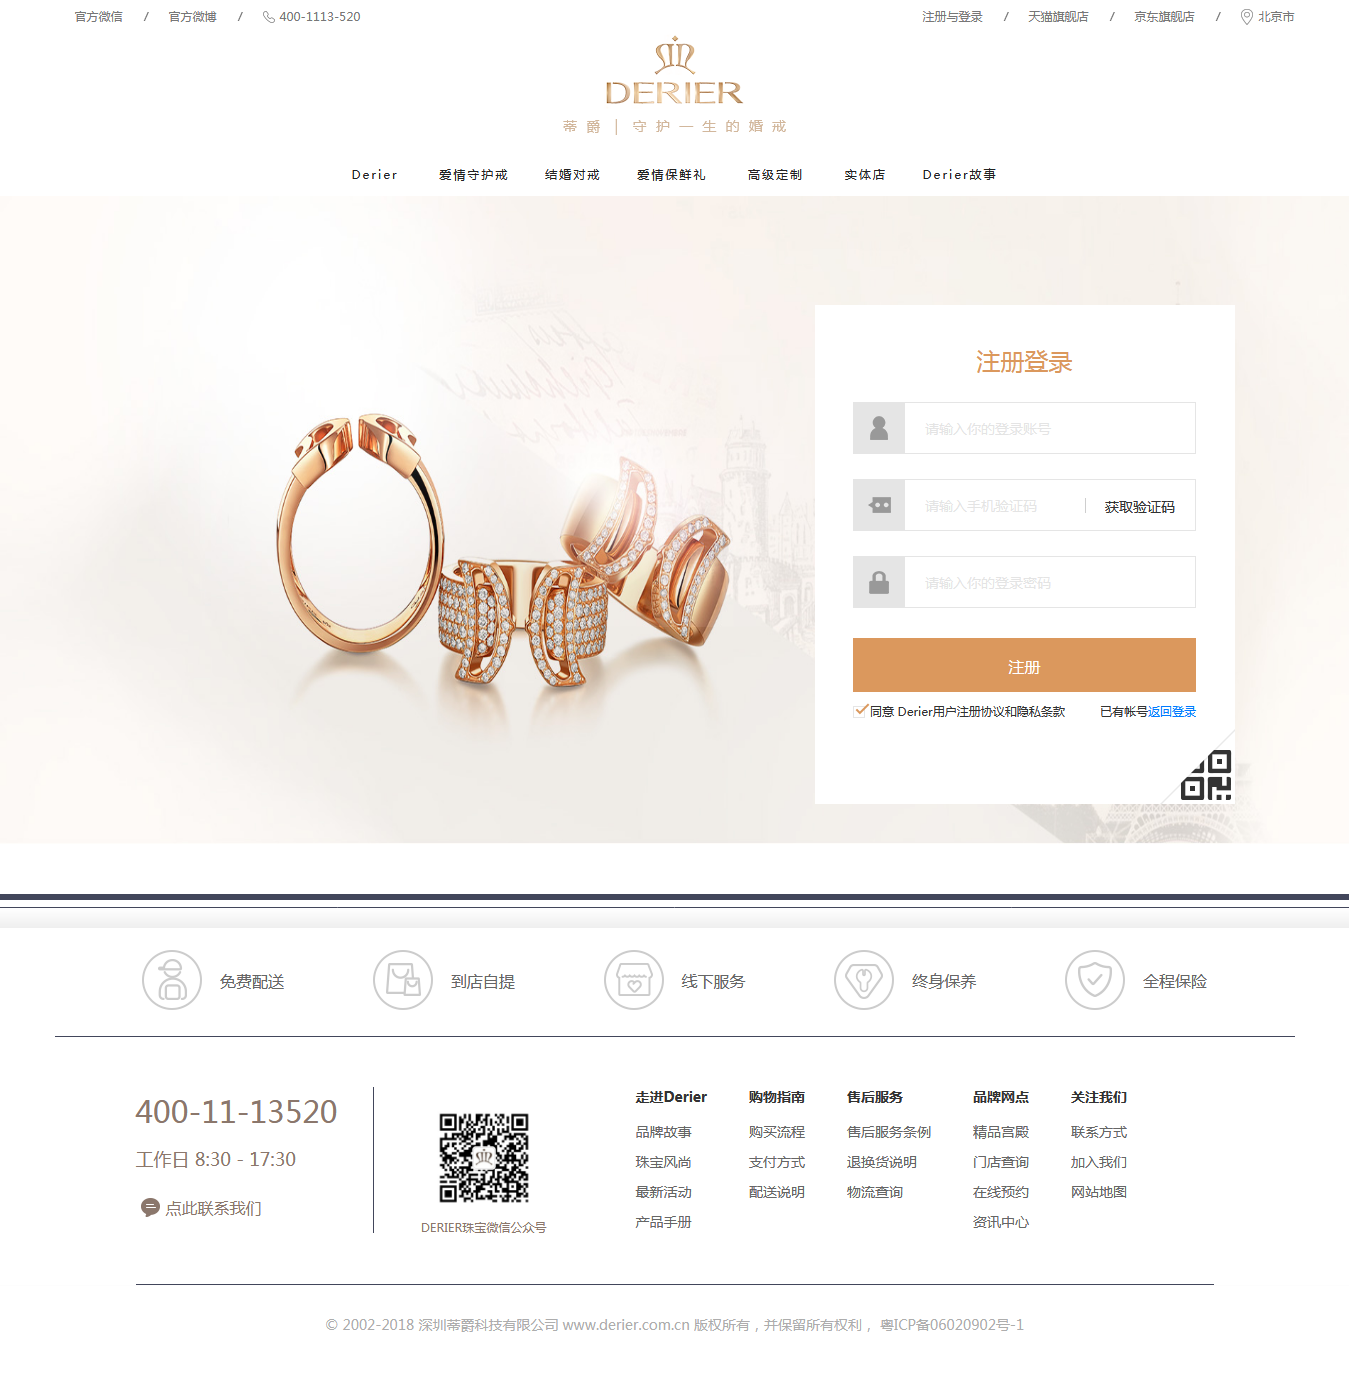 官方微信 / 官方微博 / 400-1113-520
注册与登录 / 天猫旗舰店 / 京东旗舰店 / 北京市
DERIER
蒂爵 | 守护一生的婚戒
Derier 爱情守护戒 结婚对戒 爱情保鲜礼 高级定制 实体店 Derier故事
注册登录
请输入你的登录账号
请输入手机验证码 获取验证码
请输入你的登录密码
注册
同意 Derier用户注册协议和隐私条款 已有帐号返回登录
免费配送 到店自提 线下服务 终身保养 全程保险
400-11-13520
工作日 8:30 - 17:30
点此联系我们
DERIER珠宝微信公众号
走进Derier 购物指南 售后服务 品牌网点 关注我们
品牌故事 购买流程 售后服务条例 精品宫殿 联系方式
珠宝风尚 支付方式 退换货说明 门店查询 加入我们
最新活动 配送说明 物流查询 在线预约 网站地图
产品手册 资讯中心
© 2002-2018 深圳蒂爵科技有限公司 www.derier.com.cn 版权所有，并保留所有权利， 粤ICP备06020902号-1